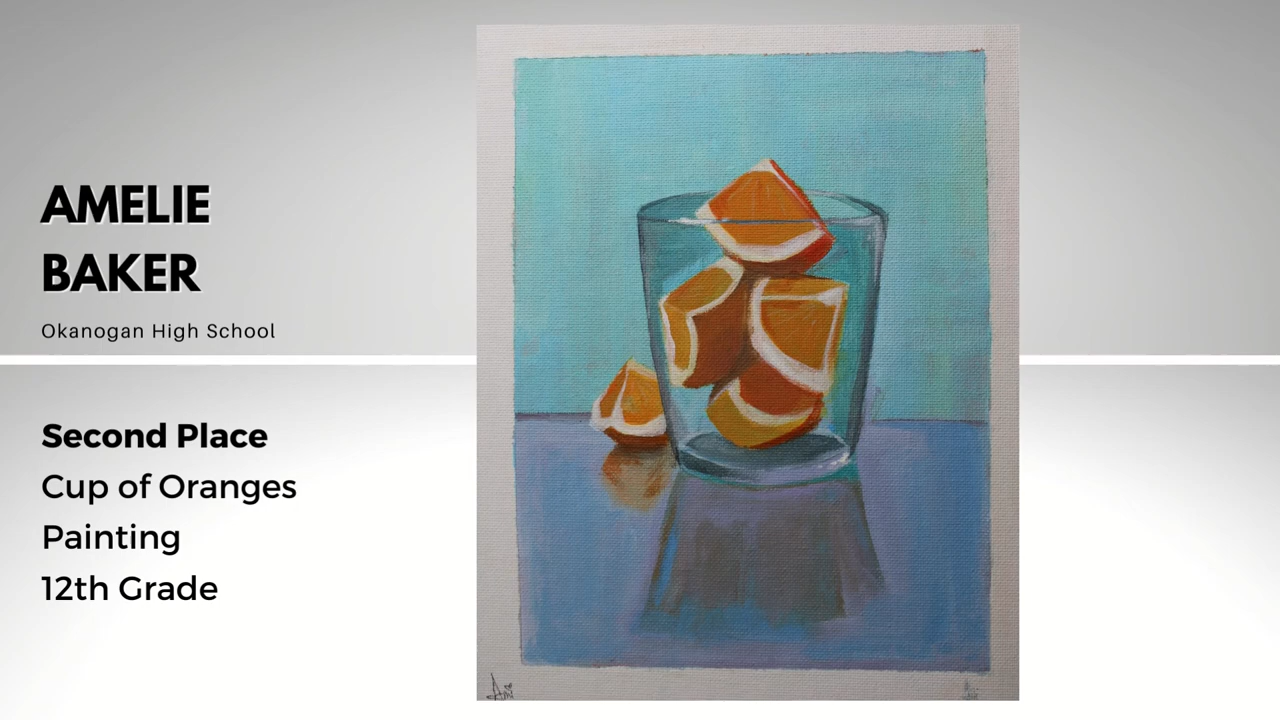 AMELIE
BAKER
Okanogan High School
Second Place
Cup of Oranges
Painting
12th Grade